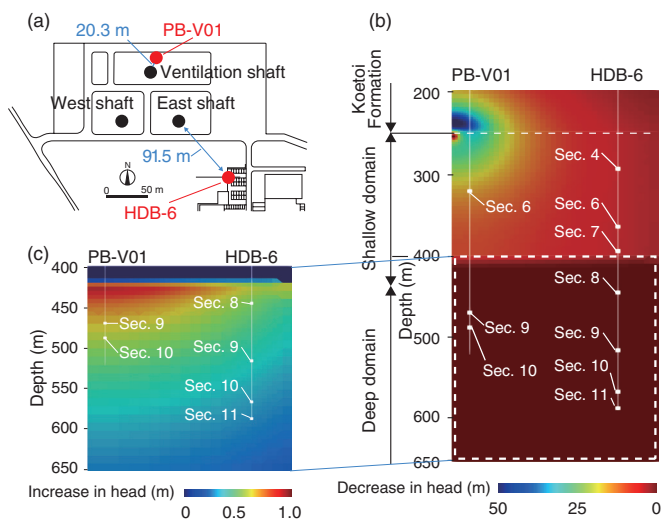 (a)
PB-V01
20.3 m
Ventilation shaft
West shaft
East shaft
91.5 m
N
0
50 m
HDB-6
(b)
PB-V01
HDB-6
Koetoi
Formation
Shallow domain
Deep domain
Depth (m)
200
300
400
500
600
650
Sec. 4
Sec. 6
Sec. 6
Sec. 7
Sec. 8
Sec. 9
Sec. 9
Sec. 10
Sec. 10
Sec. 11
Decrease in head (m)
50
25
0
(c)
PB-V01
HDB-6
Depth (m)
400
450
500
550
600
650
Sec. 8
Sec. 9
Sec. 10
Sec. 9
Sec. 10
Sec. 11
Increase in head (m)
0
0.5
1.0